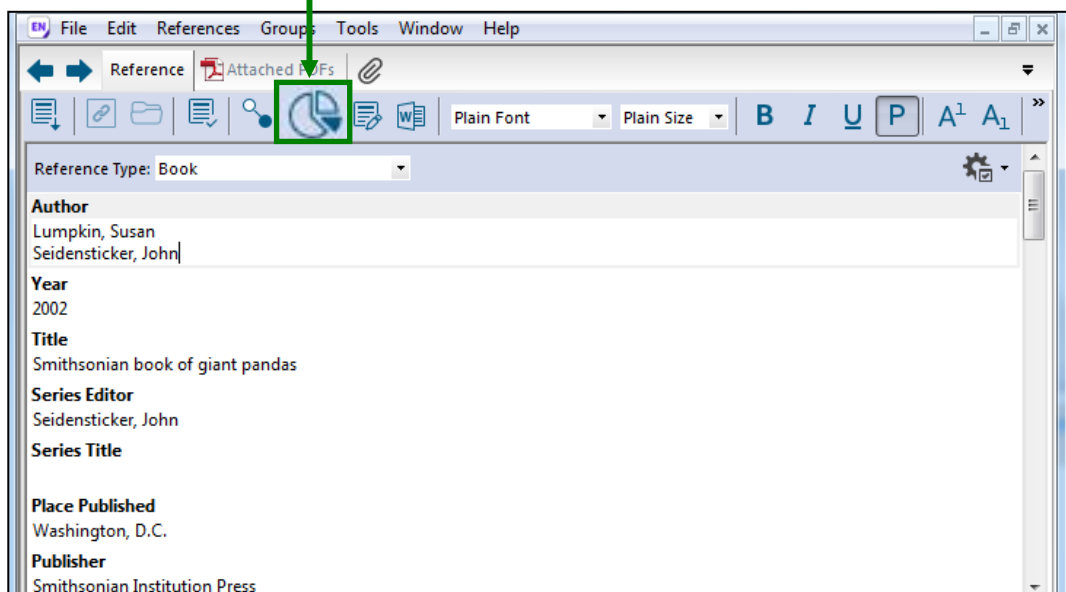 EN File Edit References Groups Tools Window Help
Reference Attached PDFs
W Plain Font Plain Size B I U P A1 A1 »
Reference Type: Book
Author
Lumpkin, Susan
Seidensticker, John
Year
2002
Title
Smithsonian book of giant pandas
Series Editor
Seidensticker, John
Series Title
Place Published
Washington, D.C.
Publisher
Smithsonian Institution Press